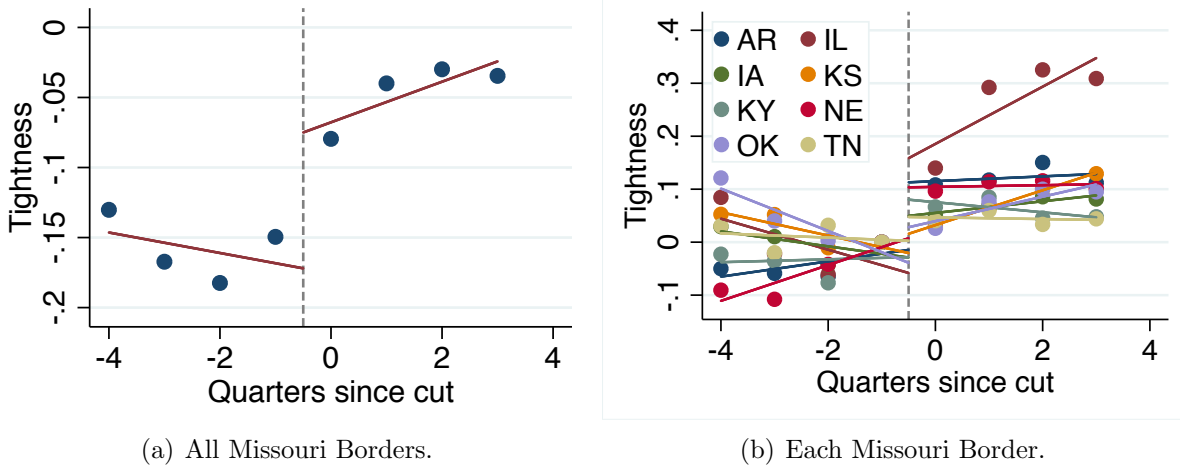 0
-.05
-.1
-.15
-.2
Tightness
-4
-2
0
2
4
Quarters since cut
(a) All Missouri Borders.
.4
.3
.2
.1
0
-.1
Tightness
AR IL
IA KS
KY NE
OK TN
-4
-2
0
2
4
Quarters since cut
(b) Each Missouri Border.